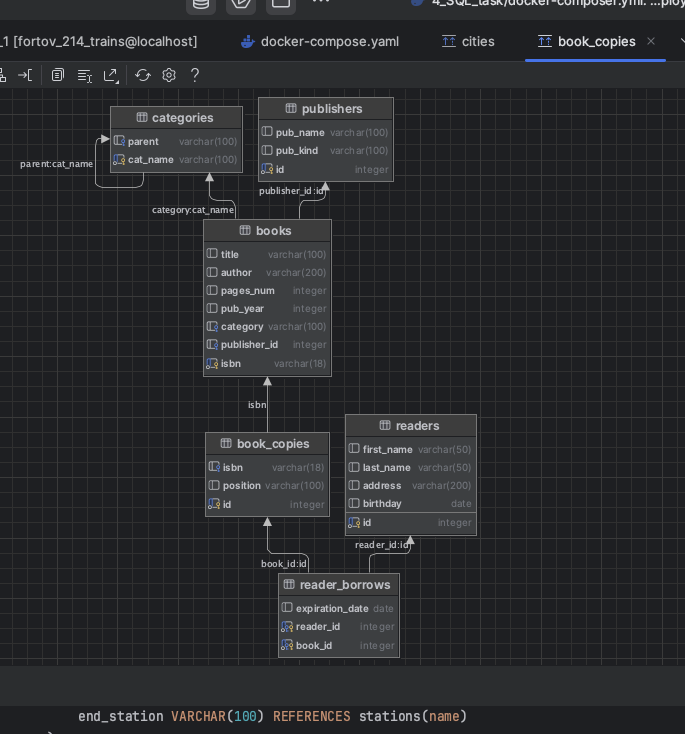 4_SQL_task/docker-composer.yml: ...ploy
_1 [fortov_214_trains@localhost]
docker-compose.yaml
cities
book_copies
categories
parent varchar(100)
cat_name varchar(100)
parent:cat_name
publishers
pub_name varchar(100)
pub_kind varchar(100)
id integer
publisher_id:id
category:cat_name
books
title varchar(100)
author varchar(200)
pages_num integer
pub_year integer
category varchar(100)
publisher_id integer
isbn varchar(18)
isbn
book_copies
isbn varchar(18)
position varchar(100)
id integer
readers
first_name varchar(50)
last_name varchar(50)
address varchar(200)
birthday date
id integer
reader_id:id
book_id:id
reader_borrows
expiration_date date
reader_id integer
book_id integer
end_station VARCHAR(100) REFERENCES stations(name)